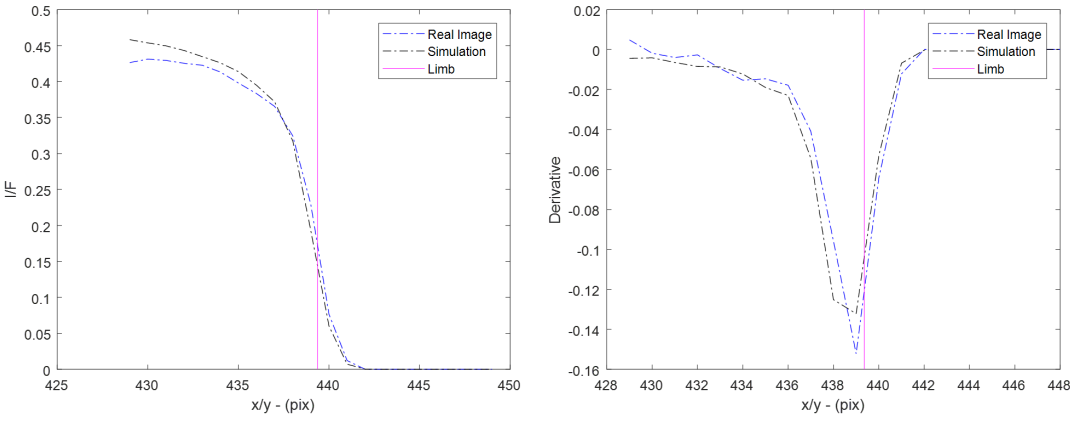 0.5
0.45
0.4
0.35
0.3
0.25
0.2
0.15
0.1
0.05
0
I/F
425 430 435 440 445 450
x/y - (pix)
Real Image
Simulation
Limb
0.02
0
-0.02
-0.04
-0.06
-0.08
-0.1
-0.12
-0.14
-0.16
Derivative
428 430 432 434 436 438 440 442 444 446 448
x/y - (pix)
Real Image
Simulation
Limb